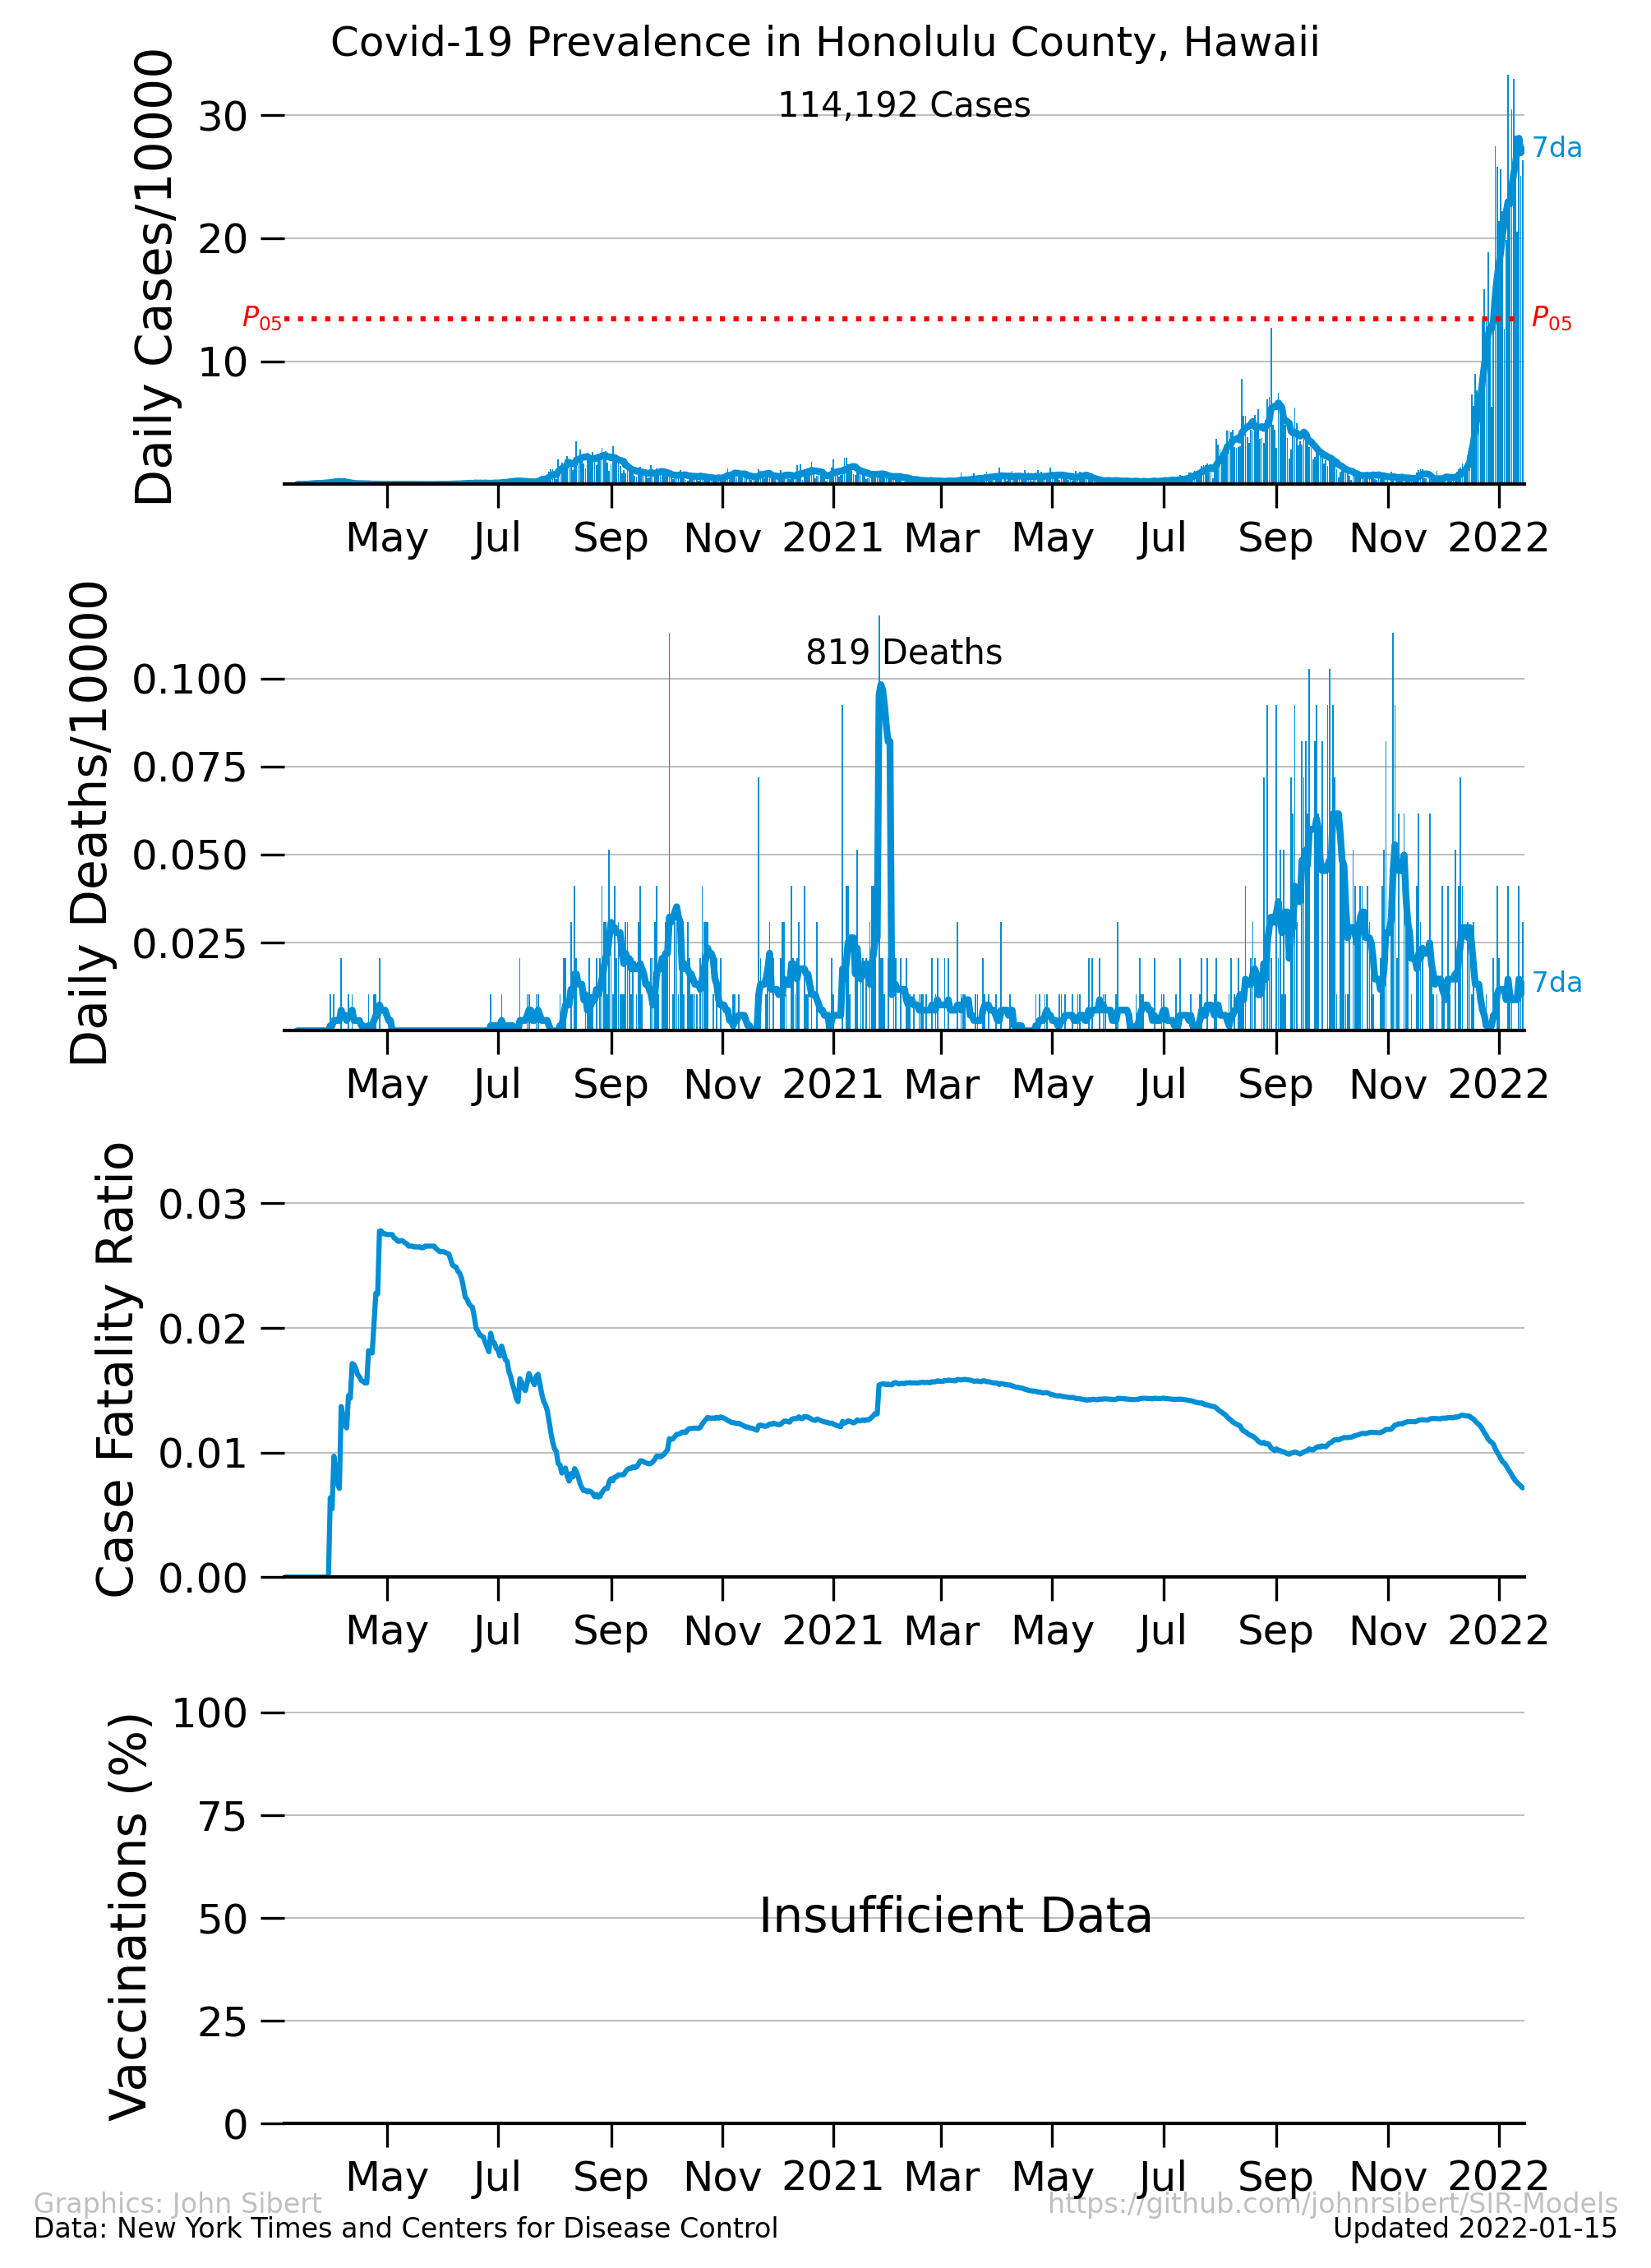 Covid-19 Prevalence in Honolulu County, Hawaii
114,192 Cases
Daily Cases/10000
30
20
10
7da
P05
P05
May Jul Sep Nov 2021 Mar May Jul Sep Nov 2022
819 Deaths
Daily Deaths/10000
0.100
0.075
0.050
0.025
7da
May Jul Sep Nov 2021 Mar May Jul Sep Nov 2022
Case Fatality Ratio
0.03
0.02
0.01
0.00
May Jul Sep Nov 2021 Mar May Jul Sep Nov 2022
Vaccinations (%)
100
75
50
25
0
Insufficient Data
May Jul Sep Nov 2021 Mar May Jul Sep Nov 2022
Graphics: John Sibert
https://github.com/johnrsibert/SIR-Models
Data: New York Times and Centers for Disease Control
Updated 2022-01-15